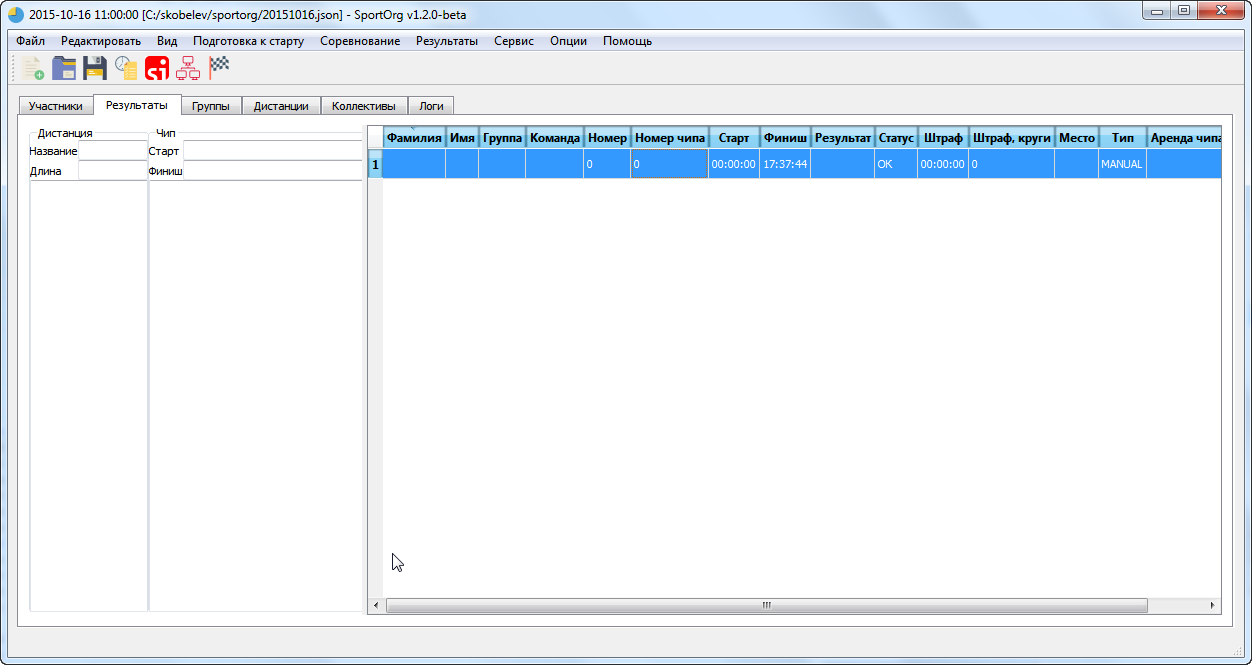 2015-10-16 11:00:00 [C:/skobelev/sportorg/20151016.json] - SportOrg v1.2.0-beta
Файл Редактировать Вид Подготовка к старту Соревнование Результаты Сервис Опции Помощь
si
Участники Результаты Группы Дистанции Коллективы Логи
Дистанция Чип
Название Старт
Длина Финиш
Фамилия Имя Группа Команда Номер Номер чипа Старт Финиш Результат Статус Штраф Штраф, круги Место Тип Аренда чипа
1 0 0 00:00:00 17:37:44 OK 00:00:00 0 MANUAL